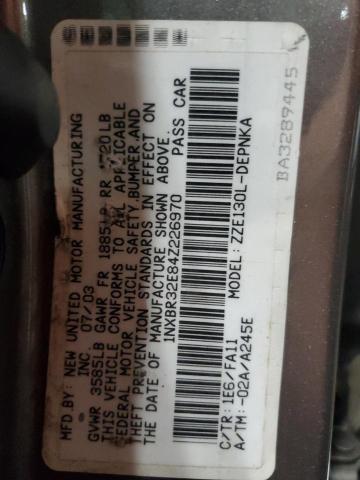 MFD.BY: NEW UNITED MOTOR MANUFACTURING
INC. 07/03
GVWR 3585LB GAWR FR 1885LB RR 1720LB
THIS VEHICLE CONFORMS TO ALL APPLICABLE
FEDERAL MOTOR VEHICLE SAFETY, BUMPER, AND
THEFT PREVENTION STANDARDS IN EFFECT ON
THE DATE OF MANUFACTURE SHOWN ABOVE.
1NXBR32E84Z226970 PASS CAR
MODEL: ZZE130L-DEPNKA
C/TR: 1E6/FA11
A/TM: -02A/A245E
BA3289445